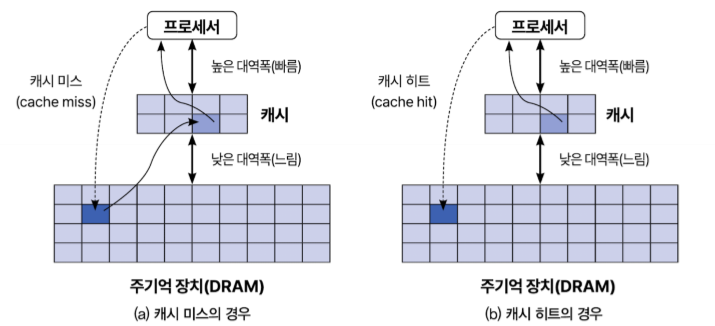 프로세서
높은 대역폭(빠름)
캐시 미스
(cache miss)
캐시
낮은 대역폭(느림)
주기억 장치(DRAM)
(a) 캐시 미스의 경우
프로세서
높은 대역폭(빠름)
캐시 히트
(cache hit)
캐시
낮은 대역폭(느림)
주기억 장치(DRAM)
(b) 캐시 히트의 경우